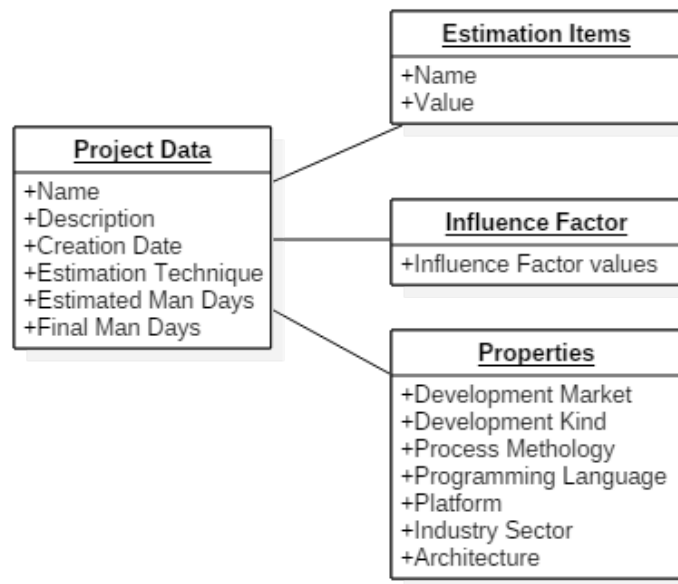 Estimation Items
+Name
+Value
Project Data
+Name
+Description
+Creation Date
+Estimation Technique
+Estimated Man Days
+Final Man Days
Influence Factor
+Influence Factor values
Properties
+Development Market
+Development Kind
+Process Methology
+Programming Language
+Platform
+Industry Sector
+Architecture